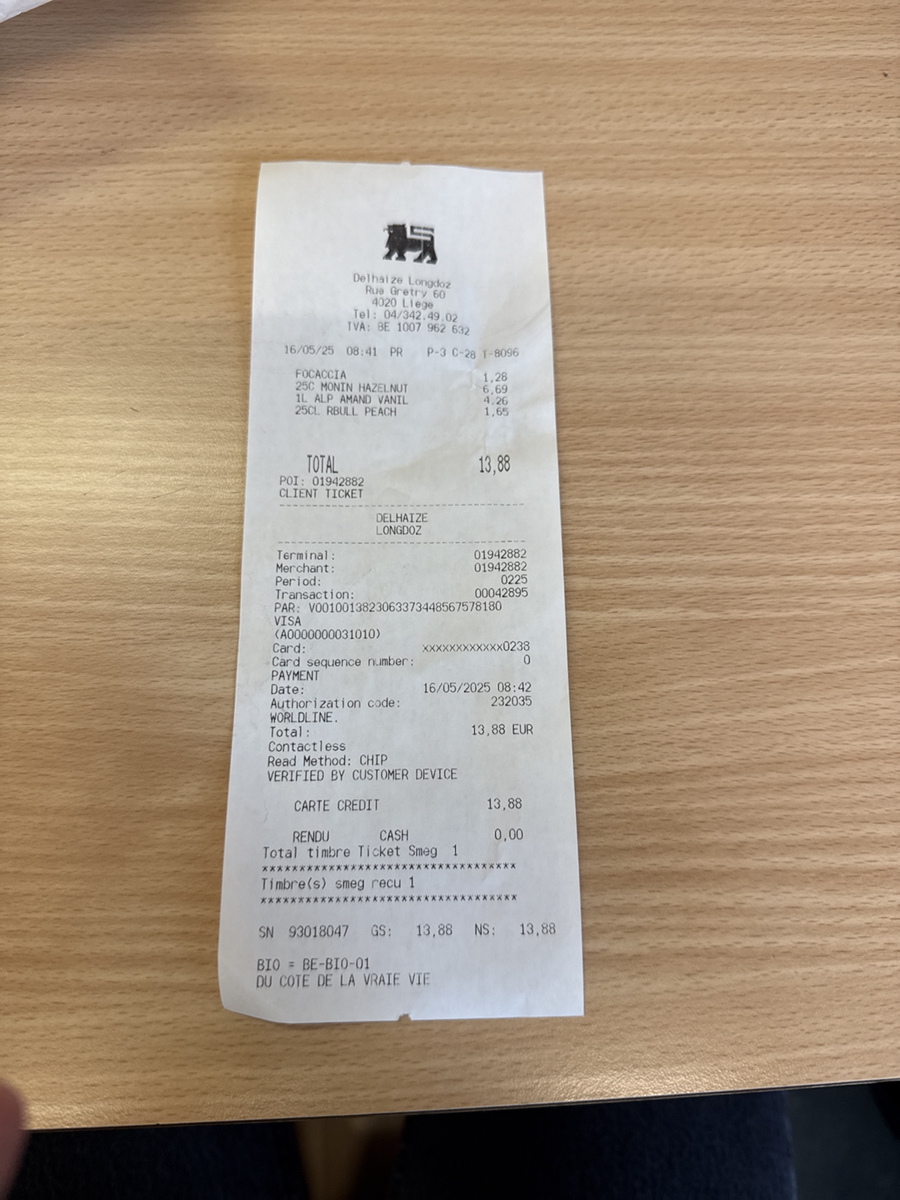 Delhaize Longdoz
Rue Gretry 60
4020 Liege
Tel: 04/342.49.02
TVA: BE 1007 962 632
16/05/25 08:41 PR P-3 C-28 T-8096
FOCACCIA 1,28
25C MONIN HAZELNUT 6,69
1L ALP AMAND VANIL 4,26
25CL RBULL PEACH 1,65
TOTAL 13,88
POI: 01942882
CLIENT TICKET
DELHAIZE
LONGDOZ
Terminal: 01942882
Merchant: 01942882
Period: 0225
Transaction: 00042895
PAR: V0010013823063373448567578180
VISA
(A0000000031010)
Card: xxxxxxxxxxxx0238
Card sequence number: 0
PAYMENT
Date: 16/05/2025 08:42
Authorization code: 232035
WORLDLINE.
Total: 13,88 EUR
Contactless
Read Method: CHIP
VERIFIED BY CUSTOMER DEVICE
CARTE CREDIT 13,88
RENDU CASH 0,00
Total timbre Ticket Smeg 1
***********************************
Timbre(s) smeg recu 1
***********************************
SN 93018047 GS: 13,88 NS: 13,88
BIO = BE-BIO-01
DU COTE DE LA VRAIE VIE